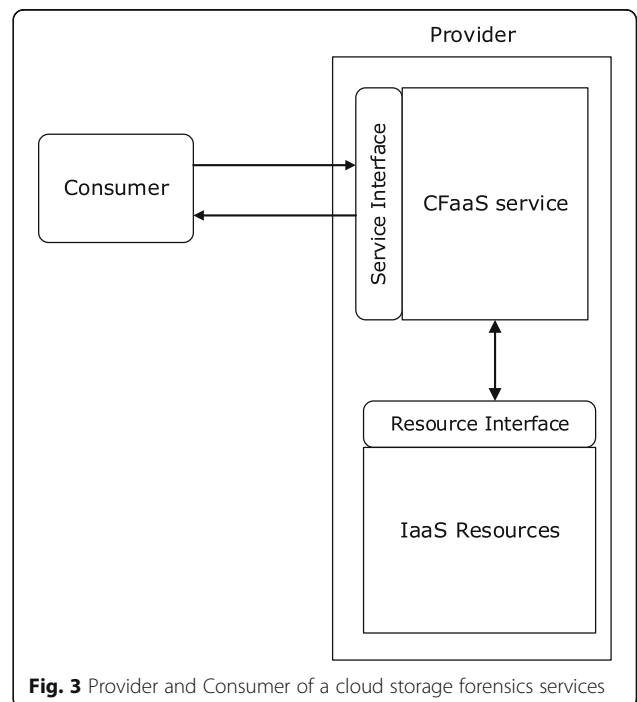 Provider
Consumer
Service Interface
CFaaS service
Resource Interface
IaaS Resources
Fig. 3 Provider and Consumer of a cloud storage forensics services